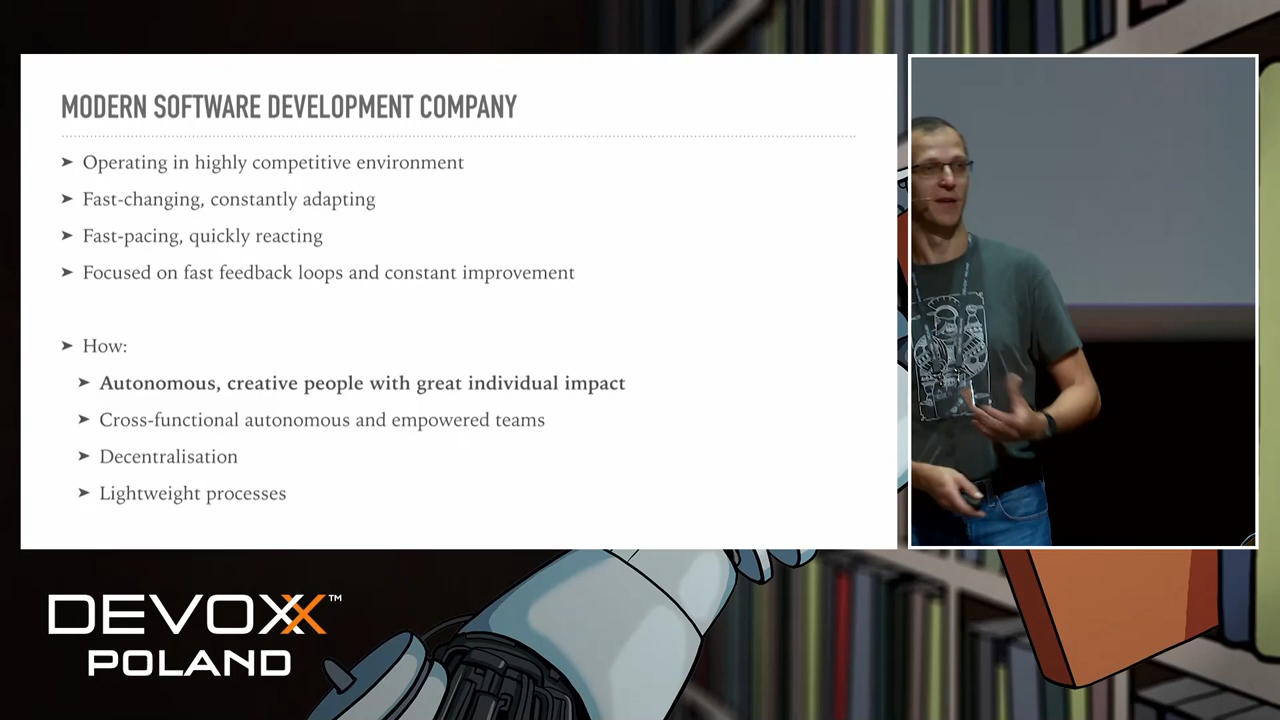 MODERN SOFTWARE DEVELOPMENT COMPANY
➤ Operating in highly competitive environment
➤ Fast-changing, constantly adapting
➤ Fast-pacing, quickly reacting
➤ Focused on fast feedback loops and constant improvement
➤ How:
➤ Autonomous, creative people with great individual impact
➤ Cross-functional autonomous and empowered teams
➤ Decentralisation
➤ Lightweight processes
DEVOXX™
POLAND